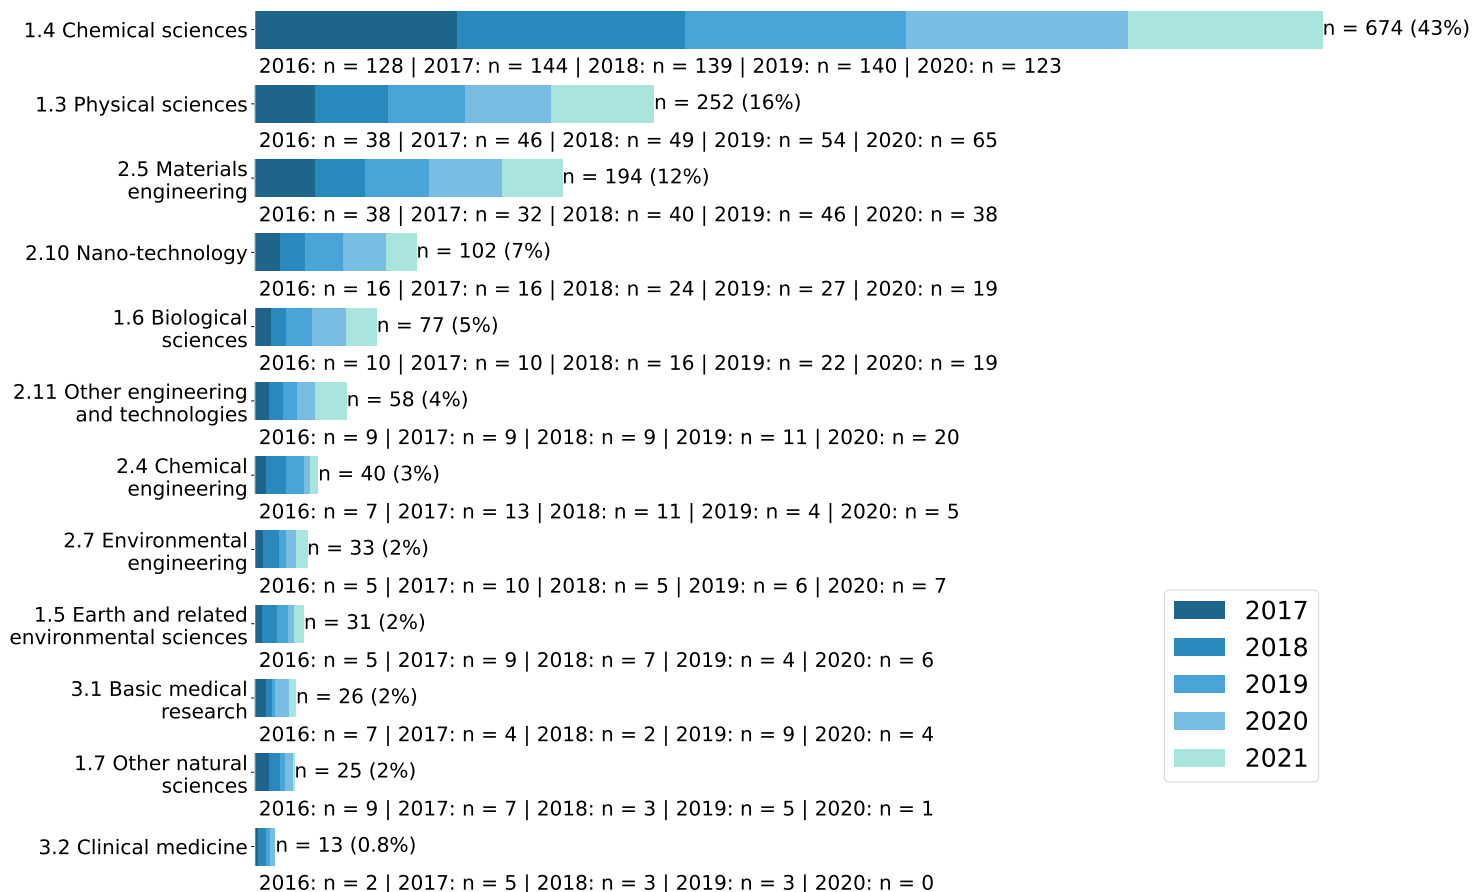 1.4 Chemical sciences
n = 674 (43%)
2016: n = 128 | 2017: n = 144 | 2018: n = 139 | 2019: n = 140 | 2020: n = 123
1.3 Physical sciences
n = 252 (16%)
2016: n = 38 | 2017: n = 46 | 2018: n = 49 | 2019: n = 54 | 2020: n = 65
2.5 Materials
engineering
n = 194 (12%)
2016: n = 38 | 2017: n = 32 | 2018: n = 40 | 2019: n = 46 | 2020: n = 38
2.10 Nano-technology
n = 102 (7%)
2016: n = 16 | 2017: n = 16 | 2018: n = 24 | 2019: n = 27 | 2020: n = 19
1.6 Biological
sciences
n = 77 (5%)
2016: n = 10 | 2017: n = 10 | 2018: n = 16 | 2019: n = 22 | 2020: n = 19
2.11 Other engineering
and technologies
n = 58 (4%)
2016: n = 9 | 2017: n = 9 | 2018: n = 9 | 2019: n = 11 | 2020: n = 20
2.4 Chemical
engineering
n = 40 (3%)
2016: n = 7 | 2017: n = 13 | 2018: n = 11 | 2019: n = 4 | 2020: n = 5
2.7 Environmental
engineering
n = 33 (2%)
2016: n = 5 | 2017: n = 10 | 2018: n = 5 | 2019: n = 6 | 2020: n = 7
1.5 Earth and related
environmental sciences
n = 31 (2%)
2016: n = 5 | 2017: n = 9 | 2018: n = 7 | 2019: n = 4 | 2020: n = 6
3.1 Basic medical
research
n = 26 (2%)
2016: n = 7 | 2017: n = 4 | 2018: n = 2 | 2019: n = 9 | 2020: n = 4
1.7 Other natural
sciences
n = 25 (2%)
2016: n = 9 | 2017: n = 7 | 2018: n = 3 | 2019: n = 5 | 2020: n = 1
3.2 Clinical medicine
n = 13 (0.8%)
2016: n = 2 | 2017: n = 5 | 2018: n = 3 | 2019: n = 3 | 2020: n = 0
2017
2018
2019
2020
2021